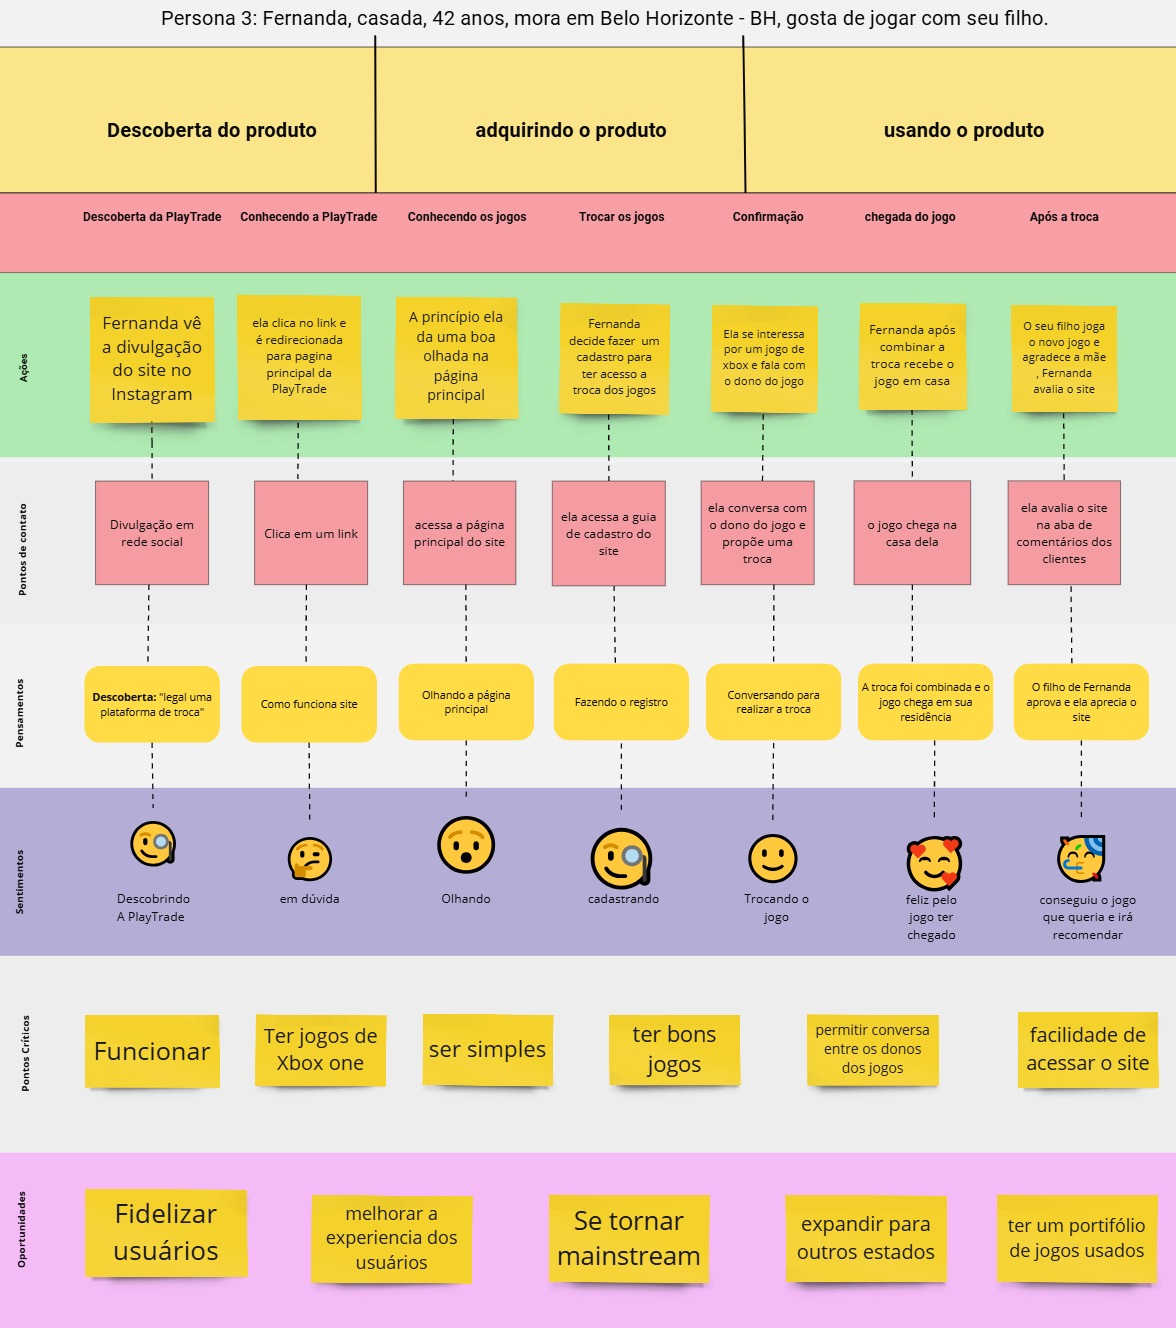 Persona 3: Fernanda, casada, 42 anos, mora em Belo Horizonte - BH, gosta de jogar com seu filho.
Descoberta do produto
adquirindo o produto
usando o produto
Descoberta da PlayTrade
Conhecendo a PlayTrade
Conhecendo os jogos
Trocar os jogos
Confirmação
chegada do jogo
Após a troca
Ações
Fernanda vê
a divulgação
do site no
Instagram
ela clica no link e
é redirecionada
para pagina
principal da
PlayTrade
A princípio ela
da uma boa
olhada na
página
principal
Fernanda
decide fazer um
cadastro para
ter acesso a
troca dos jogos
Ela se interessa
por um jogo de
xbox e fala com
o dono do jogo
Fernanda após
combinar a
troca recebe o
jogo em casa
O seu filho joga
o novo jogo e
agradece a mãe
, Fernanda
avalia o site
Pontos de contato
Divulgação em
rede social
Clica em um link
acessa a página
principal do site
ela acessa a guia
de cadastro do
site
ela conversa com
o dono do jogo e
propõe uma
troca
o jogo chega na
casa dela
ela avalia o site
na aba de
comentários dos
clientes
Pensamentos
Descoberta: "legal uma
plataforma de troca"
Como funciona site
Olhando a página
principal
Fazendo o registro
Conversando para
realizar a troca
A troca foi combinada e o
jogo chega em sua
residência
O filho de Fernanda
aprova e ela aprecia o
site
Sentimentos
Descobrindo
A PlayTrade
em dúvida
Olhando
cadastrando
Trocando o
jogo
feliz pelo
jogo ter
chegado
conseguiu o jogo
que queria e irá
recomendar
Pontos Críticos
Funcionar
Ter jogos de
Xbox one
ser simples
ter bons
jogos
permitir conversa
entre os donos
dos jogos
facilidade de
acessar o site
Oportunidades
Fidelizar
usuários
melhorar a
experiencia dos
usuários
Se tornar
mainstream
expandir para
outros estados
ter um portifólio
de jogos usados